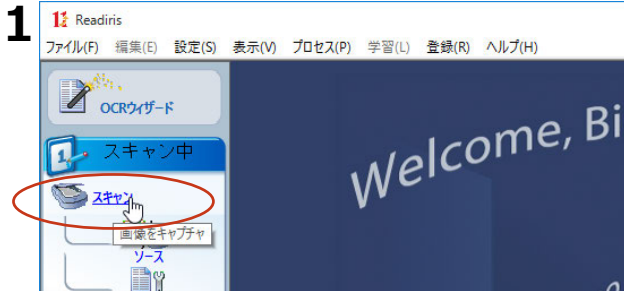 1
Readiris
ファイル(F) 編集(E) 設定(S) 表示(V) プロセス(P) 学習(L) 登録(R) ヘルプ(H)
OCRウィザード
1 スキャン中
スキャン
画像をキャプチャ
ソース
Welcome, Bi